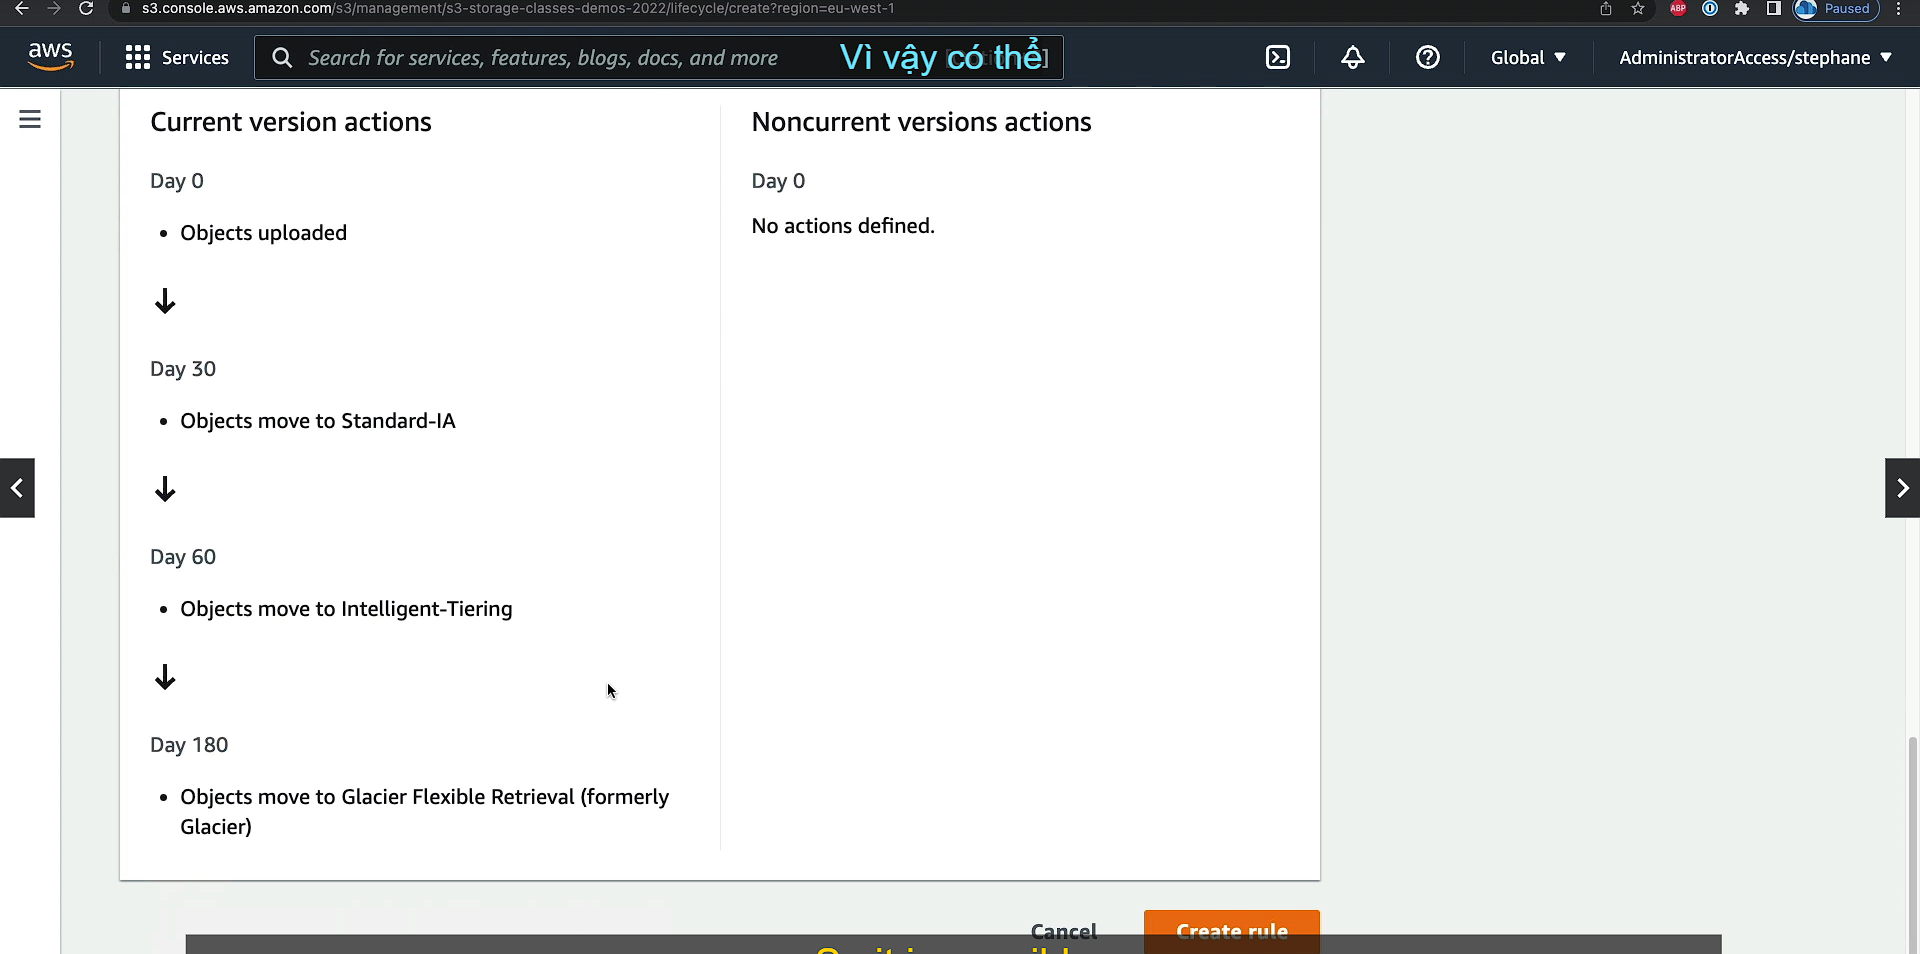 s3.console.aws.amazon.com/s3/management/s3-storage-classes-demos-2022/lifecycle/create?region=eu-west-1
ABP
Paused
aws
Services
Search for services, features, blogs, docs, and more
Vì vậy có thể
Global
AdministratorAccess/stephane
Current version actions
Day 0
Objects uploaded
Day 30
Objects move to Standard-IA
Day 60
Objects move to Intelligent-Tiering
Day 180
Objects move to Glacier Flexible Retrieval (formerly
Glacier)
Noncurrent versions actions
Day 0
No actions defined.
Cancel
Create rule